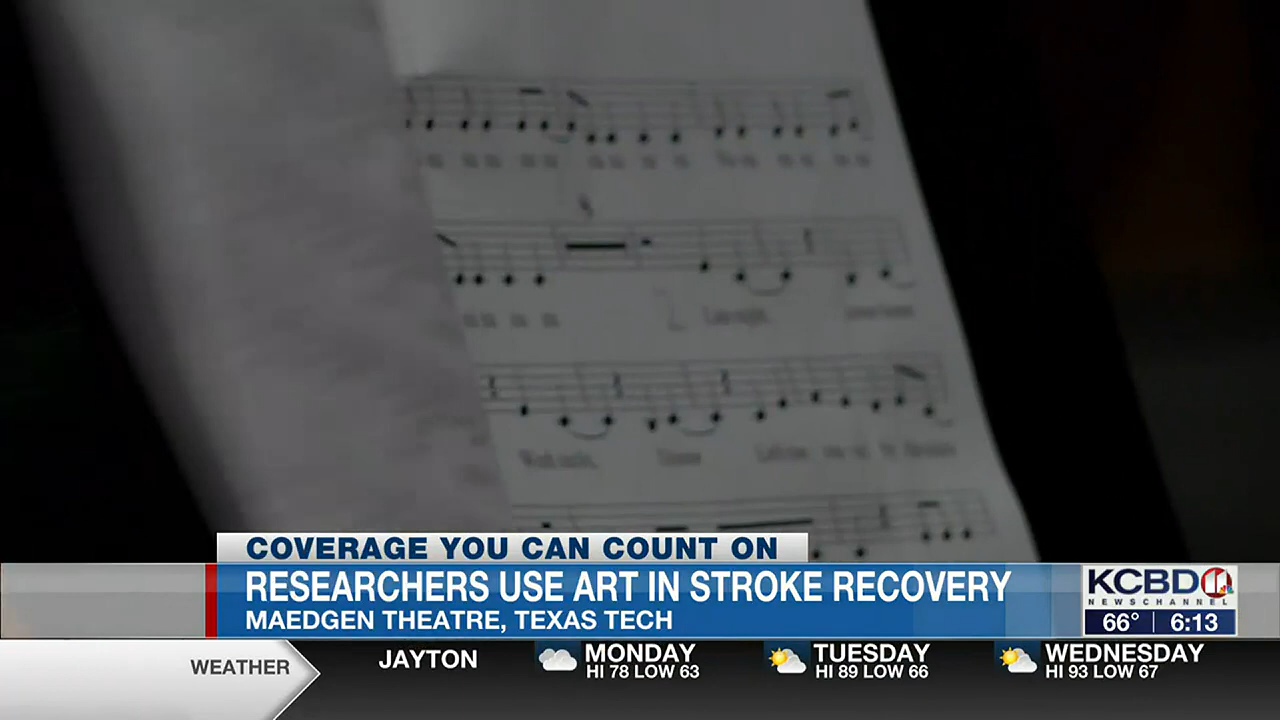 COVERAGE YOU CAN COUNT ON
RESEARCHERS USE ART IN STROKE RECOVERY
MAEDGEN THEATRE, TEXAS TECH
KCBD 11
NEWSCHANNEL
66° | 6:13
WEATHER
JAYTON
MONDAY
HI 78 LOW 63
TUESDAY
HI 89 LOW 66
WEDNESDAY
HI 93 LOW 67